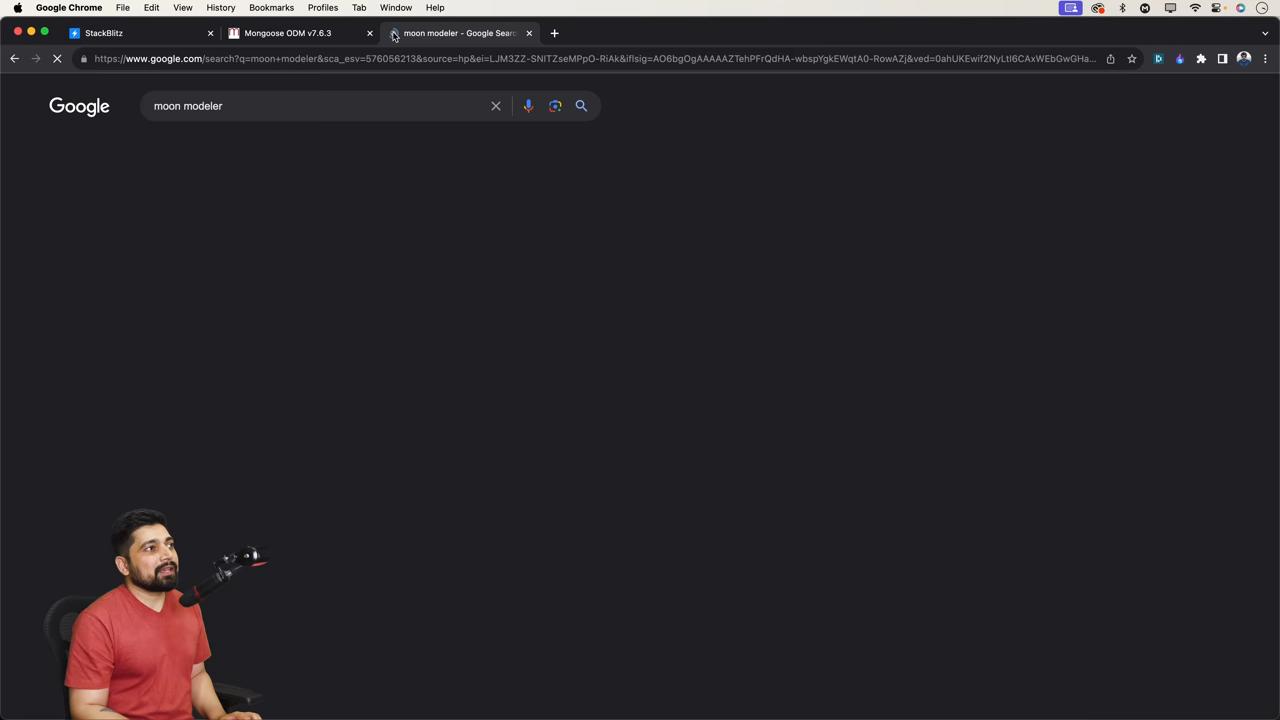 Google Chrome File Edit View History Bookmarks Profiles Tab Window Help
StackBlitz
Mongoose ODM v7.6.3
moon modeler - Google Sear
https://www.google.com/search?q=moon+modeler&sca_esv=576056213&source=hp&ei=LJM3ZZ-SNITZseMPpO-RiAk&iflsig=AO6bgOgAAAAAZTehPFrQdHA-wbspYgkEWqtA0-RowAZj&ved=0ahUKEwif2NyLtI6CAxWEbGwGHa...
Google
moon modeler